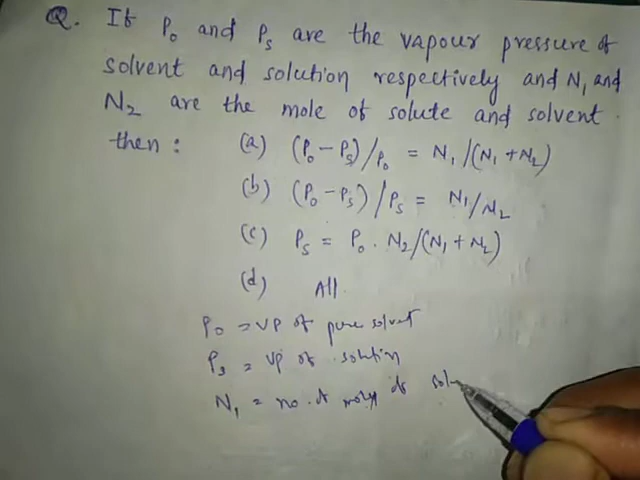 Q. If P₀ and Pₛ are the vapour pressure of
solvent and solution respectively and N₁ and
N₂ are the mole of solute and solvent.
then : (a) (P₀ - Pₛ)/P₀ = N₁/(N₁ + N₂)
(b) (P₀ - Pₛ)/Pₛ = N₁/N₂
(c) Pₛ = P₀ . N₂/(N₁ + N₂)
(d) All
P₀ = VP of pure solvent
Pₛ = VP of solution
N₁ = no. of moles of solu